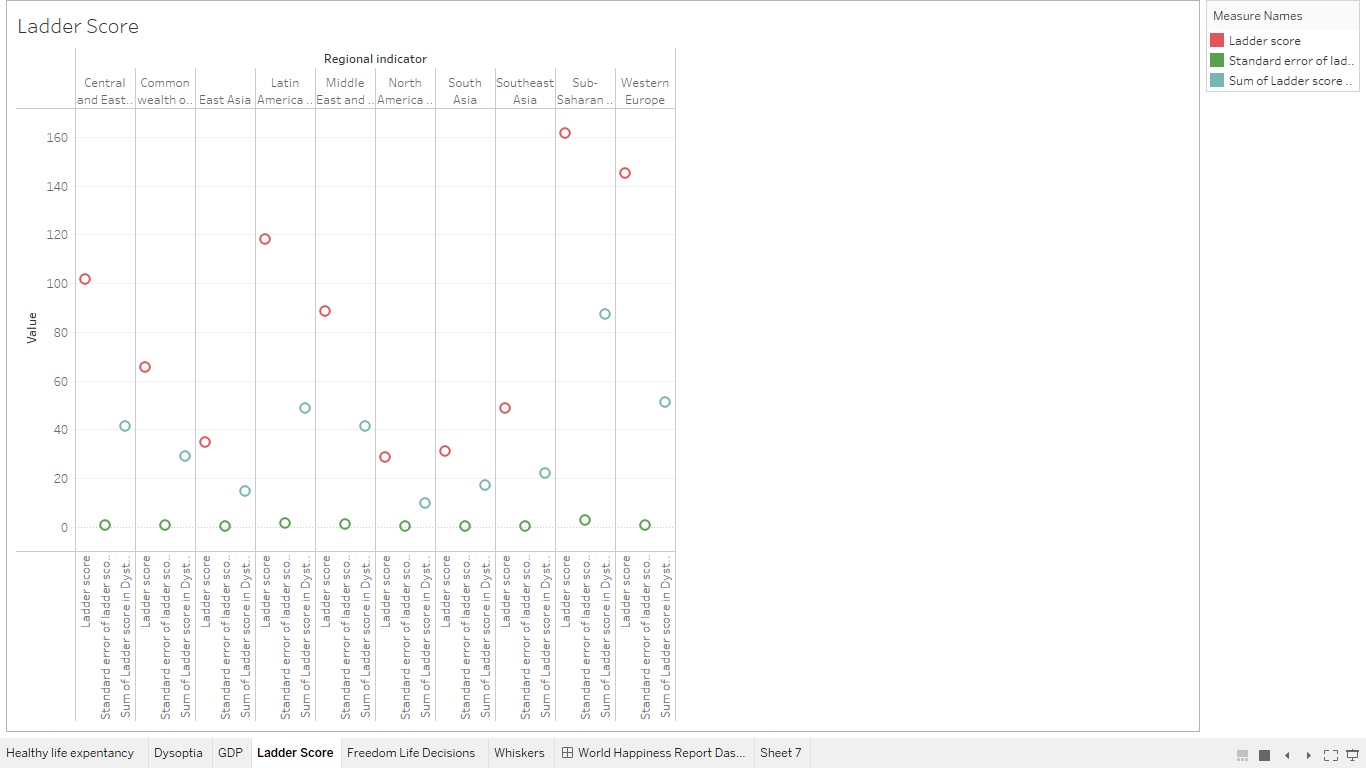 Ladder Score
Measure Names
Ladder score
Standard error of lad..
Sum of Ladder score ..
Regional indicator
Central
and East..
Common
wealth o..
East Asia
Latin
America ..
Middle
East and ..
North
America ..
South
Asia
Southeast
Asia
Sub-
Saharan ..
Western
Europe
Value
160
140
120
100
80
60
40
20
0
Ladder score
Standard error of ladder sco..
Sum of Ladder score in Dyst..
Ladder score
Standard error of ladder sco..
Sum of Ladder score in Dyst..
Ladder score
Standard error of ladder sco..
Sum of Ladder score in Dyst..
Ladder score
Standard error of ladder sco..
Sum of Ladder score in Dyst..
Ladder score
Standard error of ladder sco..
Sum of Ladder score in Dyst..
Ladder score
Standard error of ladder sco..
Sum of Ladder score in Dyst..
Ladder score
Standard error of ladder sco..
Sum of Ladder score in Dyst..
Ladder score
Standard error of ladder sco..
Sum of Ladder score in Dyst..
Ladder score
Standard error of ladder sco..
Sum of Ladder score in Dyst..
Ladder score
Standard error of ladder sco..
Sum of Ladder score in Dyst..
Healthy life expentancy
Dysoptia
GDP
Ladder Score
Freedom Life Decisions
Whiskers
World Happiness Report Das...
Sheet 7